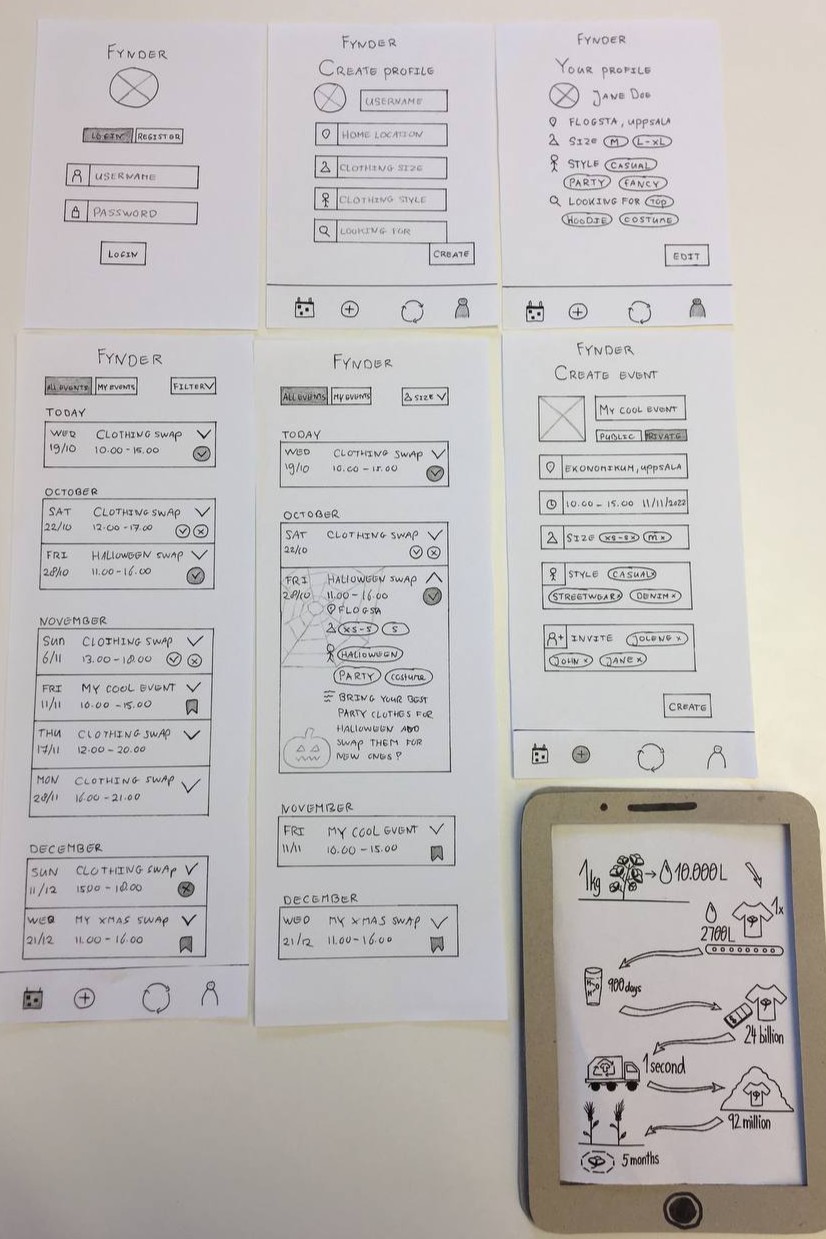 FYNDER
LOGIN REGISTER
USERNAME
PASSWORD
LOGIN
FYNDER
CREATE PROFILE
USERNAME
HOME LOCATION
CLOTHING SIZE
CLOTHING STYLE
LOOKING FOR
CREATE
FYNDER
YOUR PROFILE
JANE DOE
FLOGSTA, UPPSALA
SIZE M L-XL
STYLE CASUAL
PARTY FANCY
LOOKING FOR TOP
HOODIE COSTUME
EDIT
FYNDER
ALL EVENTS MY EVENTS FILTER
TODAY
WED CLOTHING SWAP
19/10 10.00-15.00
OCTOBER
SAT CLOTHING SWAP
22/10 12.00-17.00
FRI HALLOWEEN SWAP
28/10 11.00-16.00
NOVEMBER
SUN CLOTHING SWAP
6/11 13.00-18.00
FRI MY COOL EVENT
11/11 10.00-15.00
THU CLOTHING SWAP
17/11 12.00-20.00
MON CLOTHING SWAP
28/11 16.00-21.00
DECEMBER
SUN CLOTHING SWAP
11/12 15.00-18.00
WED MY XMAS SWAP
21/12 11.00-16.00
FYNDER
ALL EVENTS MY EVENTS SIZE
TODAY
WED CLOTHING SWAP
19/10 10.00-15.00
OCTOBER
SAT CLOTHING SWAP
22/10
FRI HALLOWEEN SWAP
28/10 11.00-16.00
FLOGSA
XS-S S
HALLOWEEN
PARTY COSTUME
BRING YOUR BEST
PARTY CLOTHES FOR
HALLOWEEN AND
SWAP THEM FOR
NEW ONES!
NOVEMBER
FRI MY COOL EVENT
11/11 10.00-15.00
DECEMBER
WED MY XMAS SWAP
21/12 11.00-16.00
FYNDER
CREATE EVENT
MY COOL EVENT
PUBLIC PRIVATE
EKONOMIKUM, UPPSALA
10.00-15.00 11/11/2022
SIZE XS-S× M×
STYLE CASUAL×
STREETWEAR× DENIM×
INVITE JOLENE ×
JOHN × JANE×
CREATE
1kg → 10.000L
1x
2700L
H2O
900days
$
24 billion
1 second
92 million
5 months